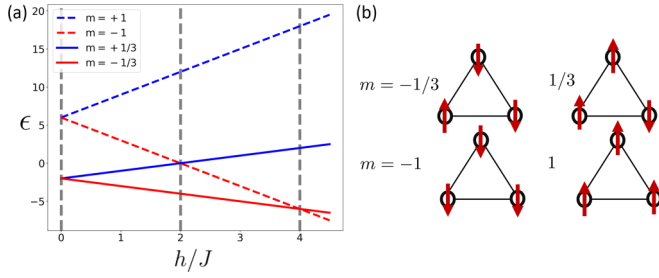 (a)
20
15
10
5
0
−5
ϵ
m = +1
m = −1
m = +1/3
m = −1/3
0
1
2
3
4
h/J
(b)
m = −1/3
1/3
m = −1
1